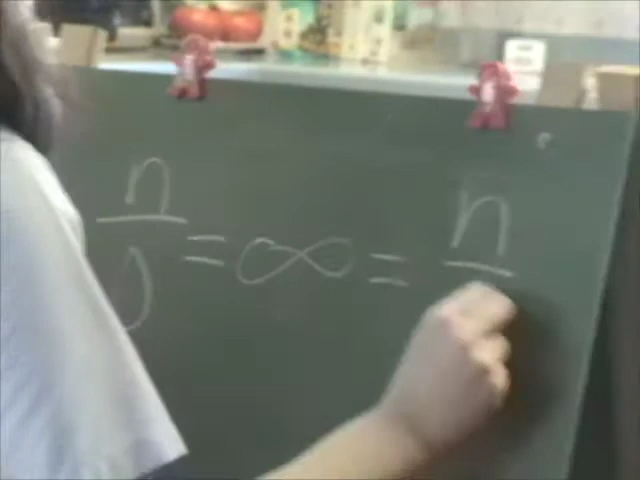 n/0 = ∞ = n/